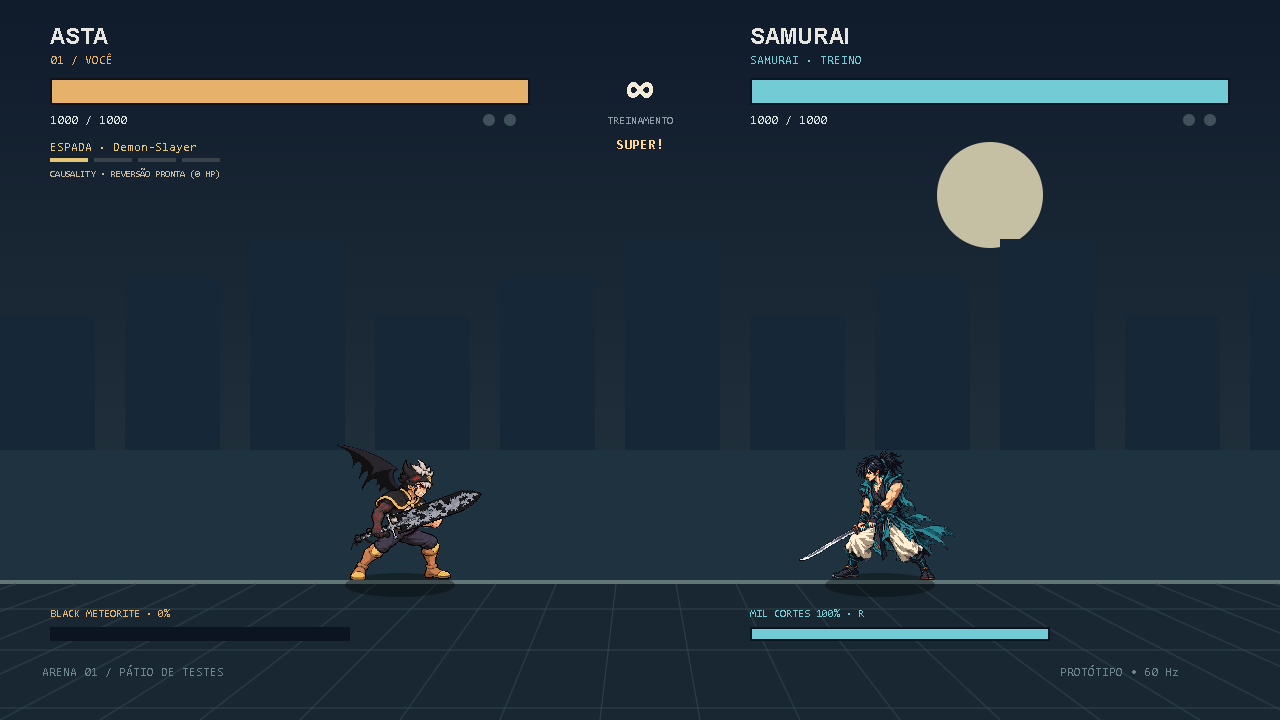 ASTA
01 / VOCÊ
1000 / 1000
ESPADA · Demon-Slayer
CAUSALITY · REVERSÃO PRONTA (0 HP)
∞
TREINAMENTO
SUPER!
SAMURAI
SAMURAI · TREINO
1000 / 1000
BLACK METEORITE · 0%
MIL CORTES 100% · R
ARENA 01 / PÁTIO DE TESTES
PROTÓTIPO • 60 Hz